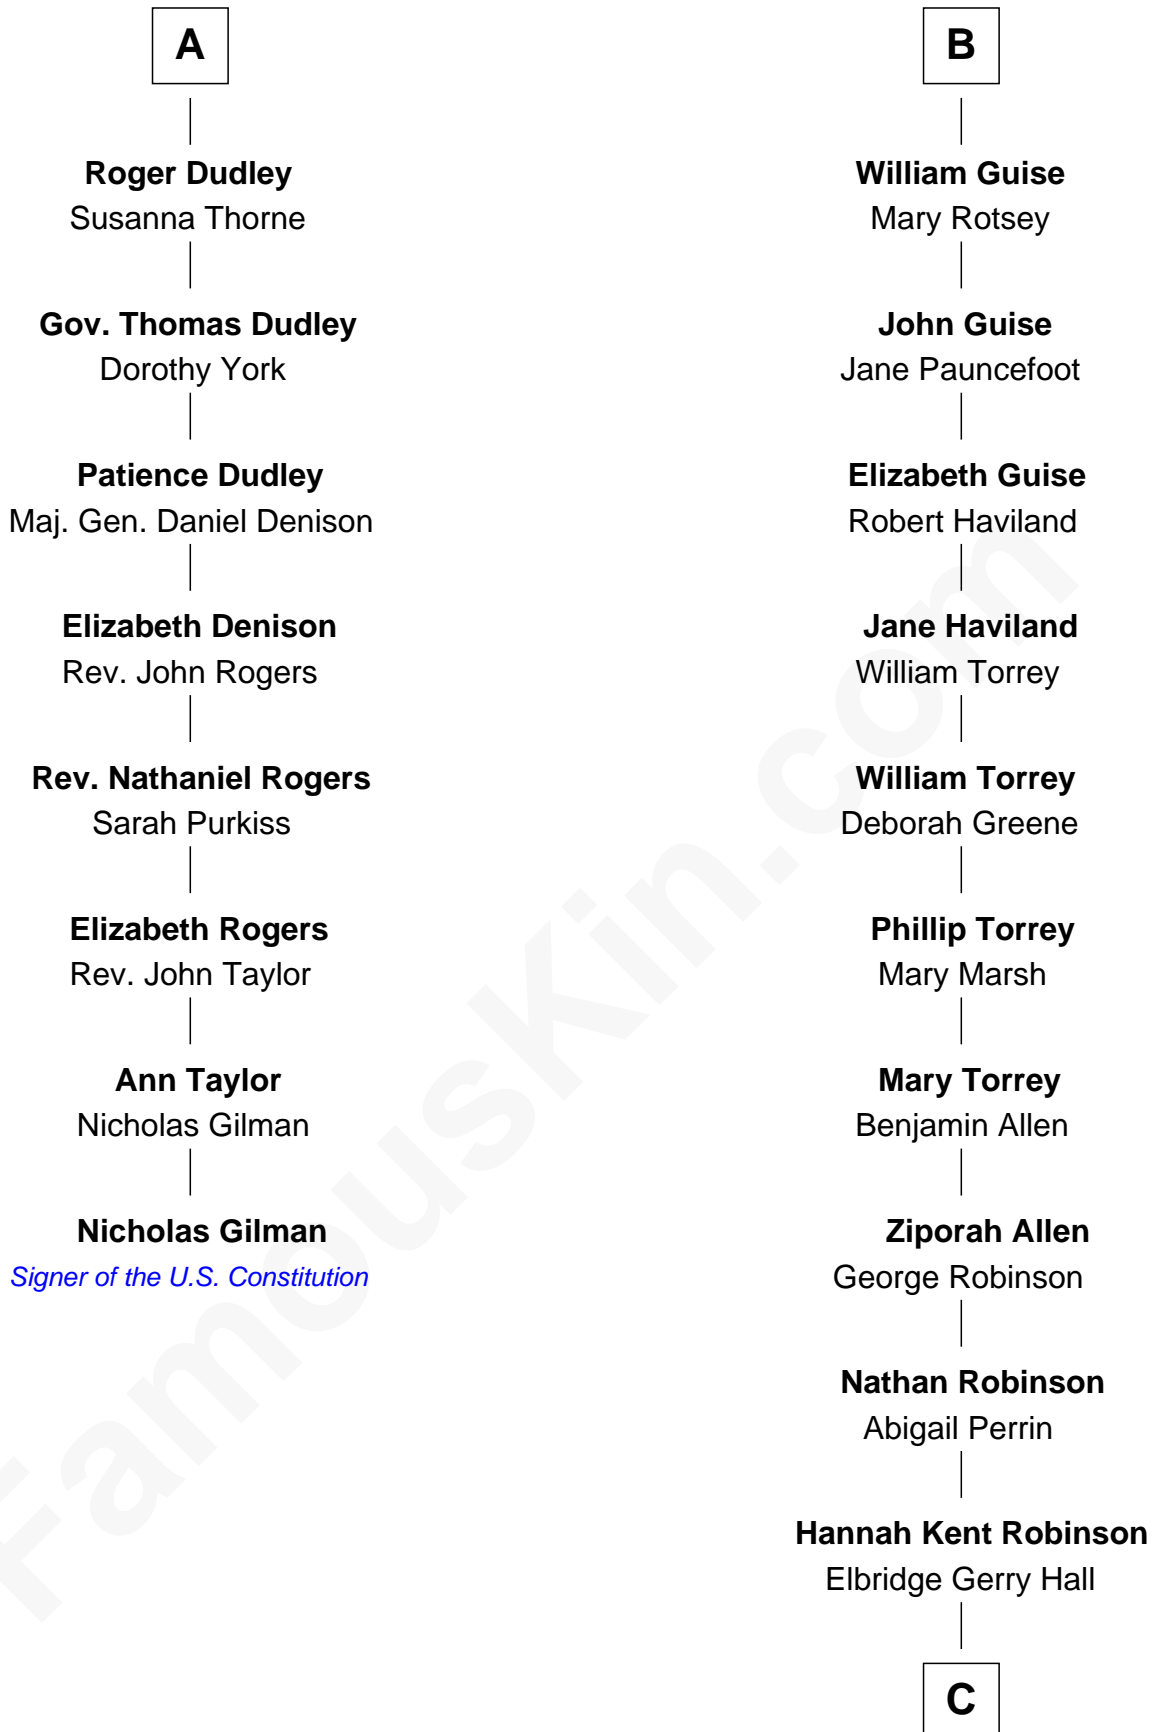 A
Roger Dudley
Susanna Thorne
Gov. Thomas Dudley
Dorothy York
Patience Dudley
Maj. Gen. Daniel Denison
Elizabeth Denison
Rev. John Rogers
Rev. Nathaniel Rogers
Sarah Purkiss
Elizabeth Rogers
Rev. John Taylor
Ann Taylor
Nicholas Gilman
Nicholas Gilman
Signer of the U.S. Constitution
B
William Guise
Mary Rotsey
John Guise
Jane Pauncefoot
Elizabeth Guise
Robert Haviland
Jane Haviland
William Torrey
William Torrey
Deborah Greene
Phillip Torrey
Mary Marsh
Mary Torrey
Benjamin Allen
Ziporah Allen
George Robinson
Nathan Robinson
Abigail Perrin
Hannah Kent Robinson
Elbridge Gerry Hall
C
FamousKin.com